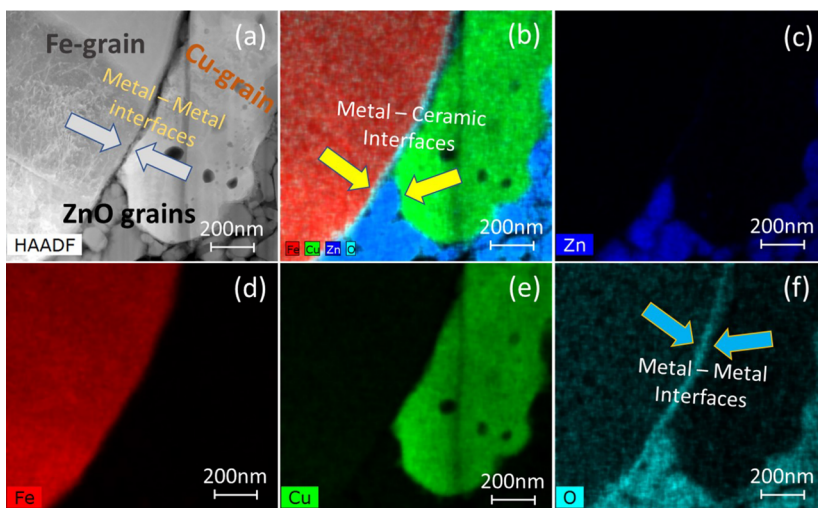 Fe-grain
(a)
Cu-grain
Metal – Metal
interfaces
ZnO grains
200nm
HAADF
(b)
Metal – Ceramic
Interfaces
Fe Cu Zn O
200nm
(c)
Zn
200nm
(d)
Fe
200nm
(e)
Cu
200nm
(f)
Metal – Metal
Interfaces
O
200nm